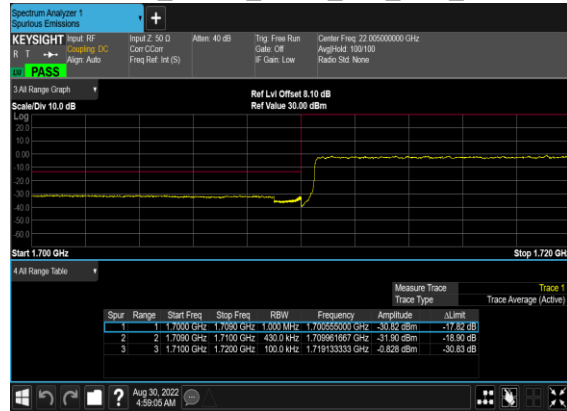 Spectrum Analyzer 1
Spurious Emissions
+
KEYSIGHT Input: RF Input Z: 50 Ω Atten: 40 dB Trig: Free Run Center Freq: 22.005000000 GHz
R T Coupling: DC Corr CCorr Gate: Off Avg|Hold: 100/100
Align: Auto Freq Ref: Int (S) IF Gain: Low Radio Std: None
PASS
3 All Range Graph
Ref Lvl Offset 8.10 dB
Scale/Div 10.0 dB Ref Value 30.00 dBm
Log
20.0
10.0
0.00
-10.0
-20.0
-30.0
-40.0
-50.0
-60.0
Start 1.700 GHz Stop 1.720 GH
4 All Range Table
Measure Trace Trace 1
Trace Type Trace Average (Active)
Spur Range Start Freq Stop Freq RBW Frequency Amplitude ΔLimit
1 1 1.7000 GHz 1.7090 GHz 1.000 MHz 1.700555000 GHz -30.82 dBm -17.82 dB
2 2 1.7090 GHz 1.7100 GHz 430.0 kHz 1.709961667 GHz -31.90 dBm -18.90 dB
3 3 1.7100 GHz 1.7200 GHz 100.0 kHz 1.719133333 GHz -0.828 dBm -30.83 dB
? Aug 30, 2022
4:59:05 AM